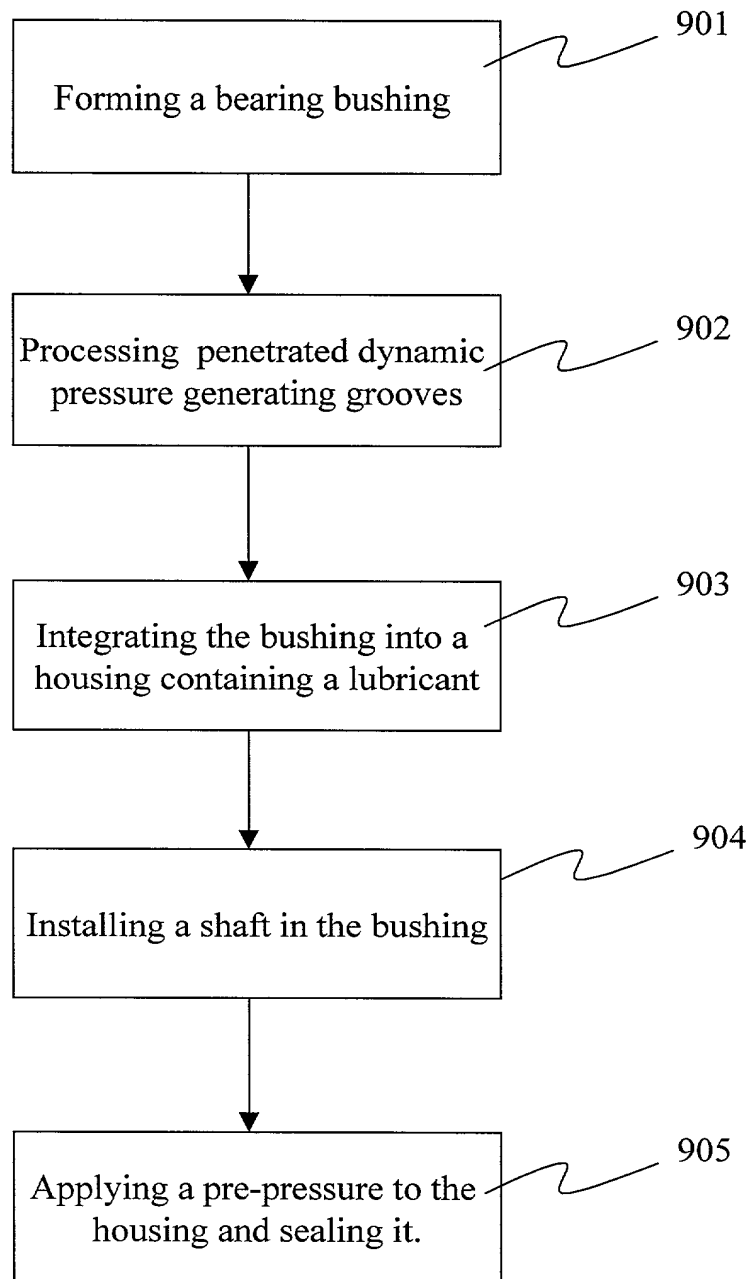 901
Forming a bearing bushing
902
Processing penetrated dynamic
pressure generating grooves
903
Integrating the bushing into a
housing containing a lubricant
904
Installing a shaft in the bushing
905
Applying a pre-pressure to the
housing and sealing it.